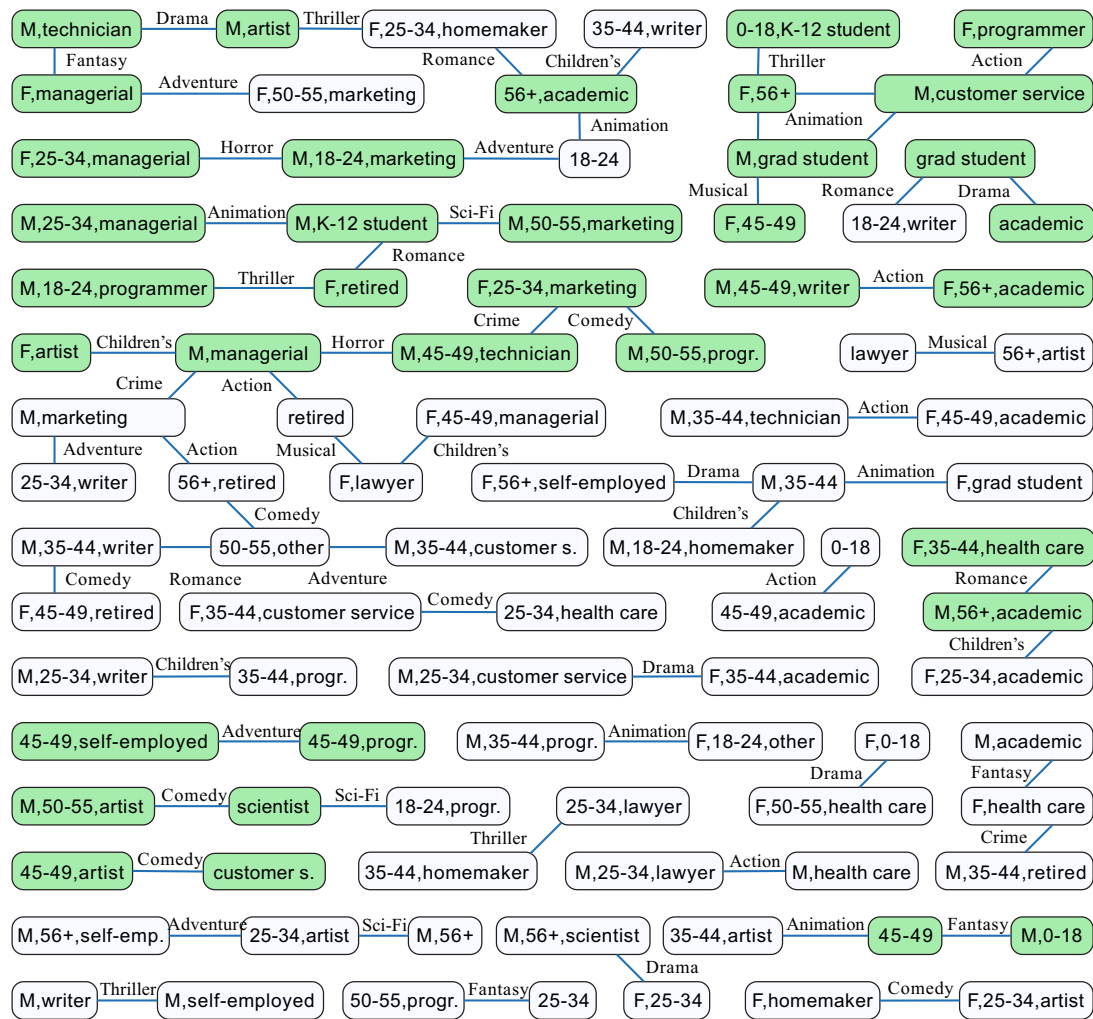 M,technician Drama M,artist Thriller F,25-34,homemaker 35-44,writer 0-18,K-12 student F,programmer
Fantasy Romance Children's Thriller Action
F,managerial Adventure F,50-55,marketing 56+,academic F,56+ M,customer service
Animation Animation
F,25-34,managerial Horror M,18-24,marketing Adventure 18-24 M,grad student grad student
Musical Romance Drama
M,25-34,managerial Animation M,K-12 student Sci-Fi M,50-55,marketing F,45-49 18-24,writer academic
Romance
M,18-24,programmer Thriller F,retired F,25-34,marketing M,45-49,writer Action F,56+,academic
Crime Comedy
F,artist Children's M,managerial Horror M,45-49,technician M,50-55,progr. lawyer Musical 56+,artist
Crime Action
M,marketing retired F,45-49,managerial M,35-44,technician Action F,45-49,academic
Adventure Action Musical Children's
25-34,writer 56+,retired F,lawyer F,56+,self-employed Drama M,35-44 Animation F,grad student
Comedy Children's
M,35-44,writer 50-55,other M,35-44,customer s. M,18-24,homemaker 0-18 F,35-44,health care
Comedy Romance Adventure Action Romance
F,45-49,retired F,35-44,customer service Comedy 25-34,health care 45-49,academic M,56+,academic
Children's
M,25-34,writer Children's 35-44,progr. M,25-34,customer service Drama F,35-44,academic F,25-34,academic
45-49,self-employed Adventure 45-49,progr. M,35-44,progr. Animation F,18-24,other F,0-18 M,academic
Drama Fantasy
M,50-55,artist Comedy scientist Sci-Fi 18-24,progr. 25-34,lawyer F,50-55,health care F,health care
Thriller Crime
45-49,artist Comedy customer s. 35-44,homemaker M,25-34,lawyer Action M,health care M,35-44,retired
M,56+,self-emp. Adventure 25-34,artist Sci-Fi M,56+ M,56+,scientist 35-44,artist Animation 45-49 Fantasy M,0-18
Drama
M,writer Thriller M,self-employed 50-55,progr. Fantasy 25-34 F,25-34 F,homemaker Comedy F,25-34,artist